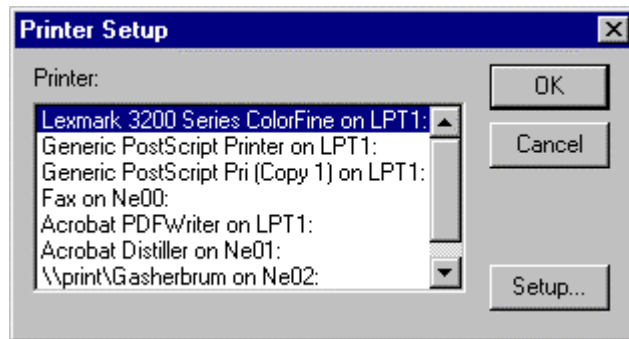 Printer Setup
Printer:
Lexmark 3200 Series ColorFine on LPT1:
Generic PostScript Printer on LPT1:
Generic PostScript Pri (Copy 1) on LPT1:
Fax on Ne00:
Acrobat PDFWriter on LPT1:
Acrobat Distiller on Ne01:
\\print\Gasherbrum on Ne02:
OK
Cancel
Setup...